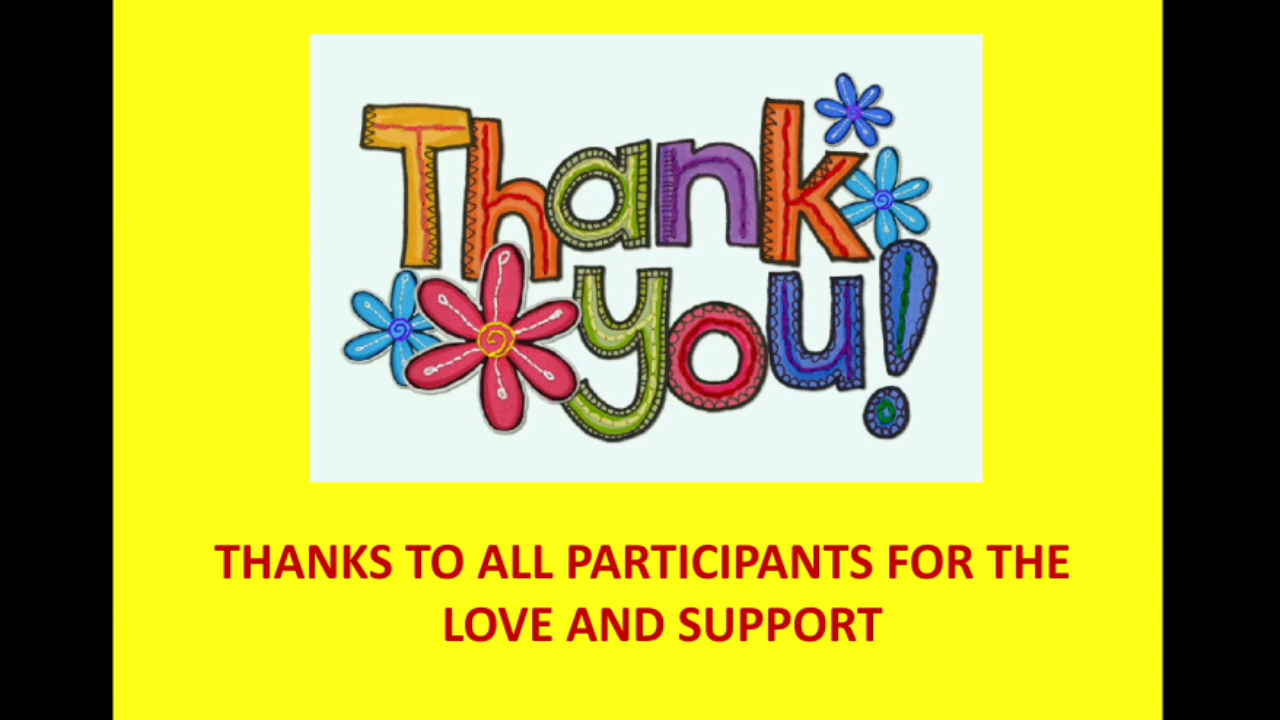 Thank
you!
THANKS TO ALL PARTICIPANTS FOR THE
LOVE AND SUPPORT